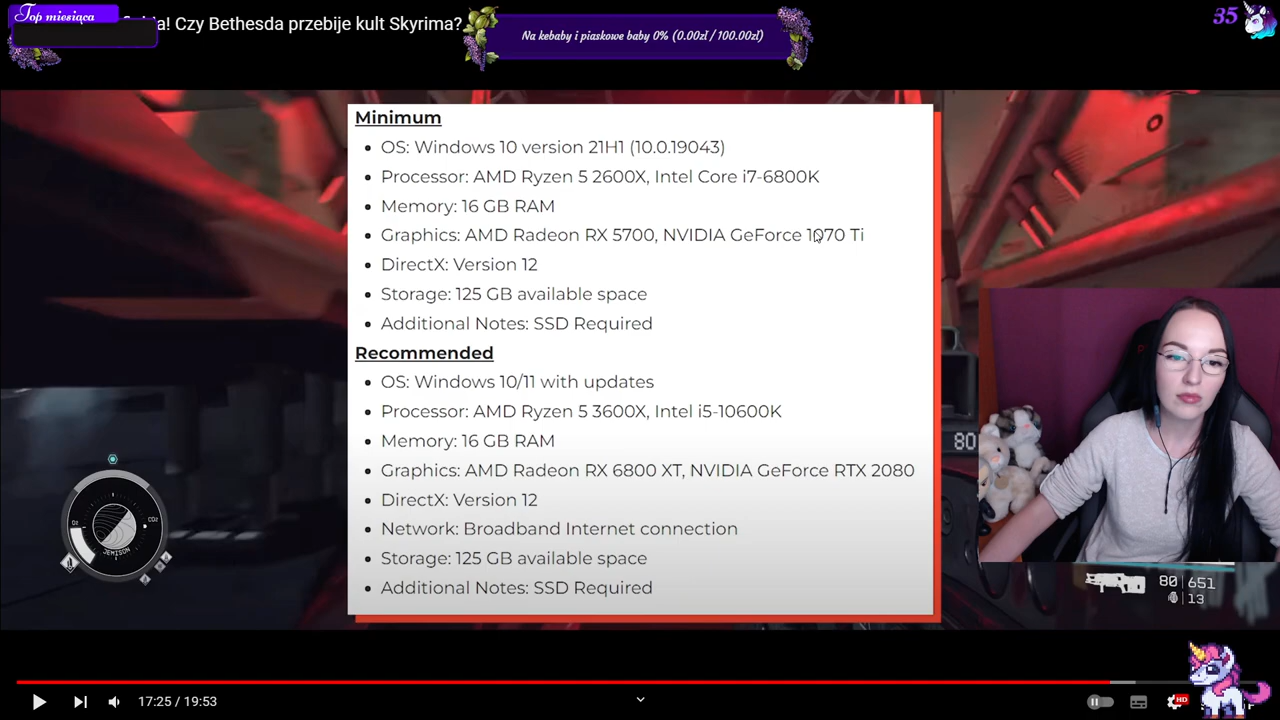 Top miesiąca
! Czy Bethesda przebije kult Skyrima?
Na kebaby i piaskowe baby 0% (0.00zł / 100.00zł)
35
Minimum
• OS: Windows 10 version 21H1 (10.0.19043)
• Processor: AMD Ryzen 5 2600X, Intel Core i7-6800K
• Memory: 16 GB RAM
• Graphics: AMD Radeon RX 5700, NVIDIA GeForce 1070 Ti
• DirectX: Version 12
• Storage: 125 GB available space
• Additional Notes: SSD Required
Recommended
• OS: Windows 10/11 with updates
• Processor: AMD Ryzen 5 3600X, Intel i5-10600K
• Memory: 16 GB RAM
• Graphics: AMD Radeon RX 6800 XT, NVIDIA GeForce RTX 2080
• DirectX: Version 12
• Network: Broadband Internet connection
• Storage: 125 GB available space
• Additional Notes: SSD Required
80
O2
CO2
JEMISON
80 | 651
13
17:25 / 19:53
HD